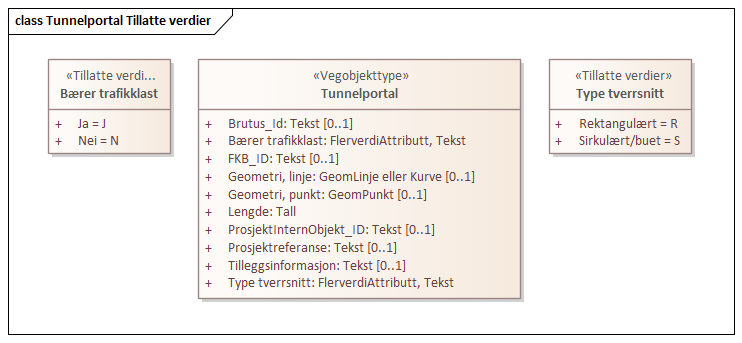 class Tunnelportal Tillatte verdier
«Tillatte verdi...
Bærer trafikklast
+ Ja = J
+ Nei = N
«Vegobjekttype»
Tunnelportal
+ Brutus_Id: Tekst [0..1]
+ Bærer trafikklast: FlerverdiAttributt, Tekst
+ FKB_ID: Tekst [0..1]
+ Geometri, linje: GeomLinje eller Kurve [0..1]
+ Geometri, punkt: GeomPunkt [0..1]
+ Lengde: Tall
+ ProsjektInternObjekt_ID: Tekst [0..1]
+ Prosjektreferanse: Tekst [0..1]
+ Tilleggsinformasjon: Tekst [0..1]
+ Type tverrsnitt: FlerverdiAttributt, Tekst
«Tillatte verdier»
Type tverrsnitt
+ Rektangulært = R
+ Sirkulært/buet = S